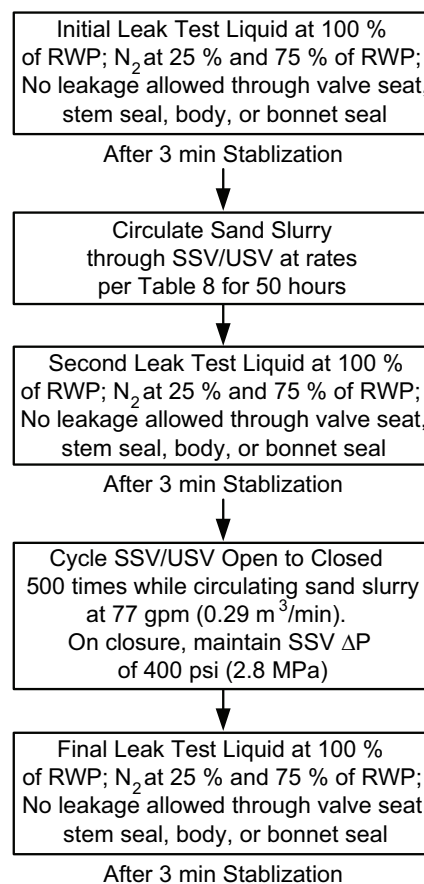 Initial Leak Test Liquid at 100 %
of RWP; N₂ at 25 % and 75 % of RWP;
No leakage allowed through valve seat,
stem seal, body, or bonnet seal
After 3 min Stablization
Circulate Sand Slurry
through SSV/USV at rates
per Table 8 for 50 hours
Second Leak Test Liquid at 100 %
of RWP; N₂ at 25 % and 75 % of RWP;
No leakage allowed through valve seat,
stem seal, body, or bonnet seal
After 3 min Stablization
Cycle SSV/USV Open to Closed
500 times while circulating sand slurry
at 77 gpm (0.29 m³/min).
On closure, maintain SSV ΔP
of 400 psi (2.8 MPa)
Final Leak Test Liquid at 100 %
of RWP; N₂ at 25 % and 75 % of RWP;
No leakage allowed through valve seat
stem seal, body, or bonnet seal
After 3 min Stablization